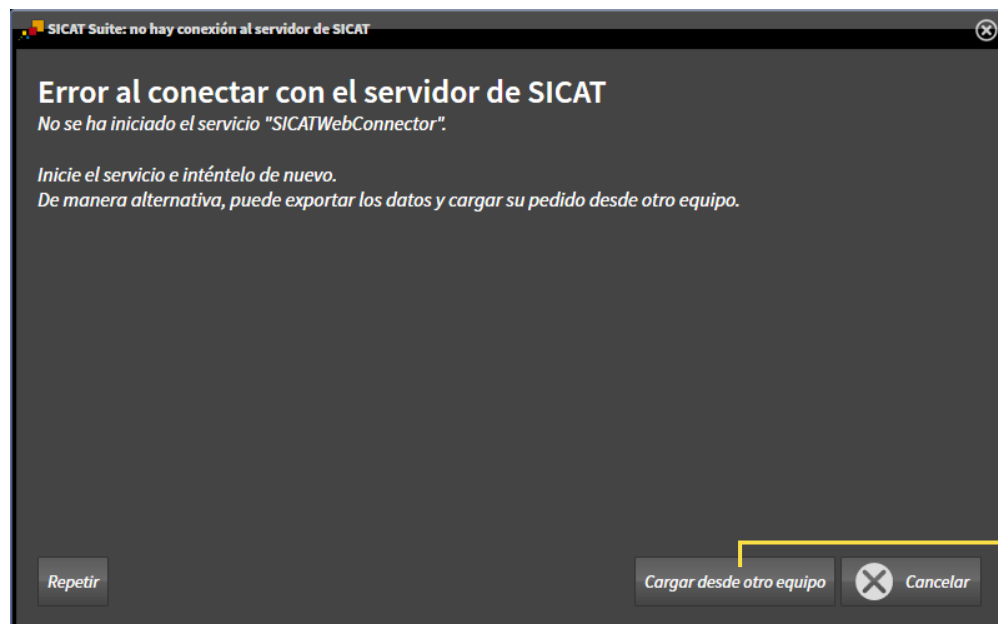 SICAT Suite: no hay conexión al servidor de SICAT
Error al conectar con el servidor de SICAT
No se ha iniciado el servicio "SICATWebConnector".
Inicie el servicio e inténtelo de nuevo.
De manera alternativa, puede exportar los datos y cargar su pedido desde otro equipo.
Repetir
Cargar desde otro equipo
Cancelar